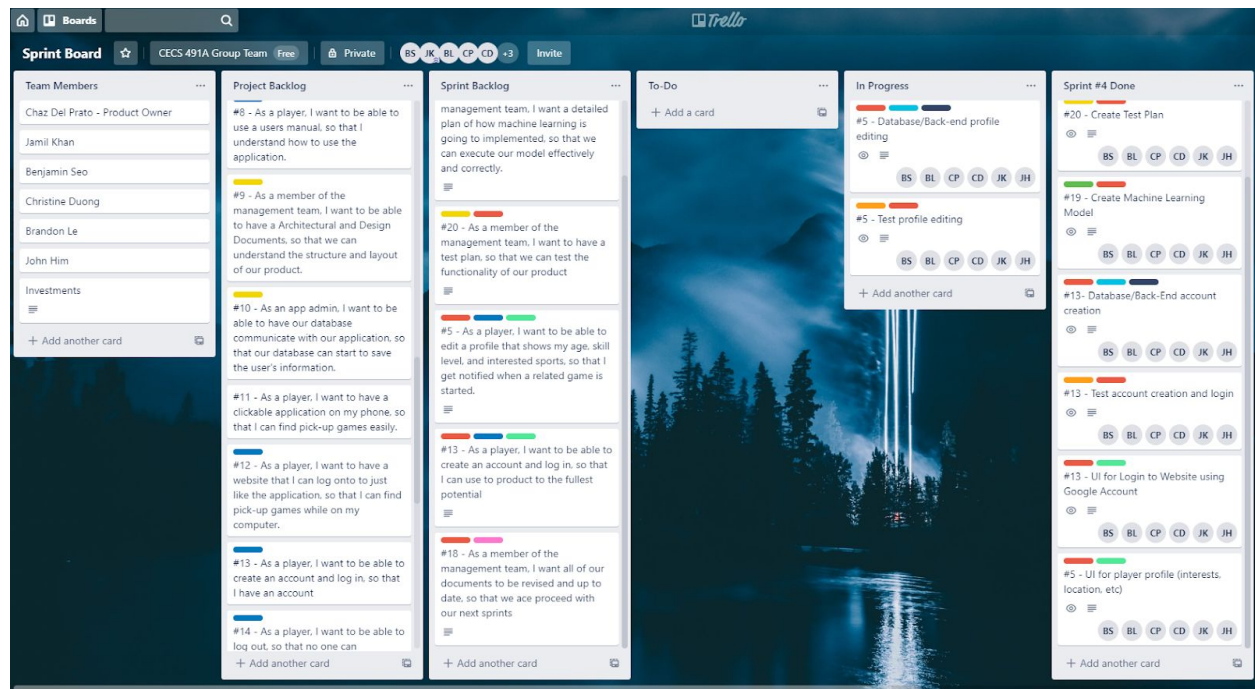 Boards
Trello
Sprint Board
CECS 491A Group Team Free
Private
BS JK BL CP CD +3
Invite
Team Members
Chaz Del Prato - Product Owner
Jamil Khan
Benjamin Seo
Christine Duong
Brandon Le
John Him
Investments
+ Add another card
Project Backlog
#8 - As a player, I want to be able to
use a users manual, so that I
understand how to use the
application.
#9 - As a member of the
management team, I want to be able
to have a Architectural and Design
Documents, so that we can
understand the structure and layout
of our product.
#10 - As an app admin, I want to be
able to have our database
communicate with our application, so
that our database can start to save
the user's information.
#11 - As a player, I want to have a
clickable application on my phone, so
that I can find pick-up games easily.
#12 - As a player, I want to have a
website that I can log onto to just
like the application, so that I can find
pick-up games while on my
computer.
#13 - As a player, I want to be able to
create an account and log in, so that
I have an account
#14 - As a player, I want to be able to
log out, so that no one can
+ Add another card
Sprint Backlog
management team, I want a detailed
plan of how machine learning is
going to implemented, so that we
can execute our model effectively
and correctly.
#20 - As a member of the
management team, I want to have a
test plan, so that we can test the
functionality of our product
#5 - As a player, I want to be able to
edit a profile that shows my age, skill
level, and interested sports, so that I
get notified when a related game is
started.
#13 - As a player, I want to be able to
create an account and log in, so that
I can use to product to the fullest
potential
#18 - As a member of the
management team, I want all of our
documents to be revised and up to
date, so that we ace proceed with
our next sprints
+ Add another card
To-Do
+ Add a card
In Progress
#5 - Database/Back-end profile
editing
BS BL CP CD JK JH
#5 - Test profile editing
BS BL CP CD JK JH
+ Add another card
Sprint #4 Done
#20 - Create Test Plan
BS BL CP CD JK JH
#19 - Create Machine Learning
Model
BS BL CP CD JK JH
#13- Database/Back-End account
creation
BS BL CP CD JK JH
#13 - Test account creation and login
BS BL CP CD JK JH
#13 - UI for Login to Website using
Google Account
BS BL CP CD JK JH
#5 - UI for player profile (interests,
location, etc)
BS BL CP CD JK JH
+ Add another card